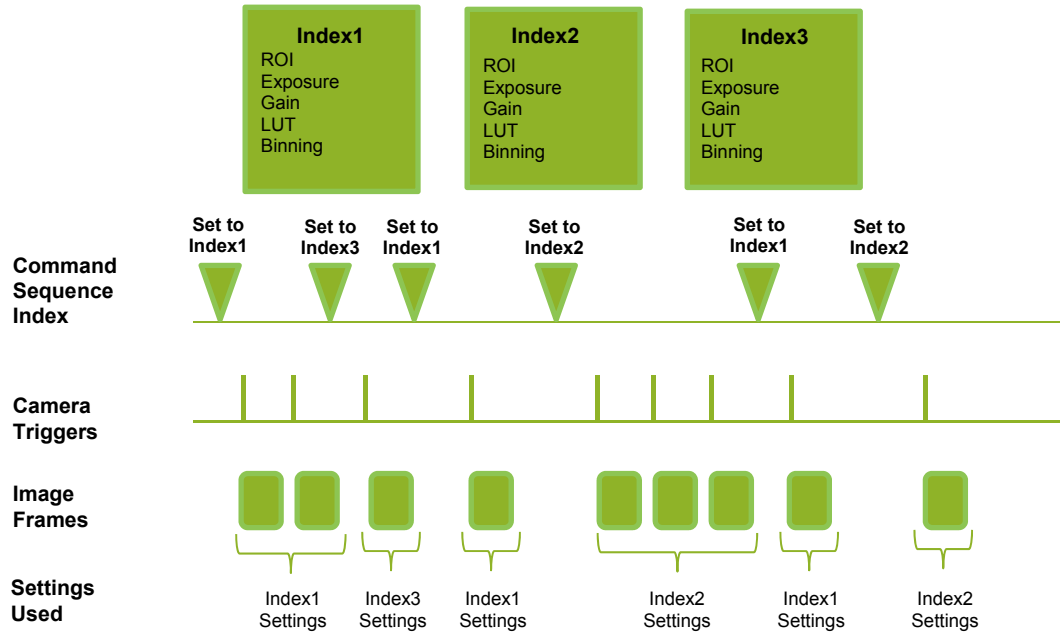 Index1
ROI
Exposure
Gain
LUT
Binning
Index2
ROI
Exposure
Gain
LUT
Binning
Index3
ROI
Exposure
Gain
LUT
Binning
Command
Sequence
Index
Set to
Index1
Set to
Index3
Set to
Index1
Set to
Index2
Set to
Index1
Set to
Index2
Camera
Triggers
Image
Frames
Settings
Used
Index1
Settings
Index3
Settings
Index1
Settings
Index2
Settings
Index1
Settings
Index2
Settings